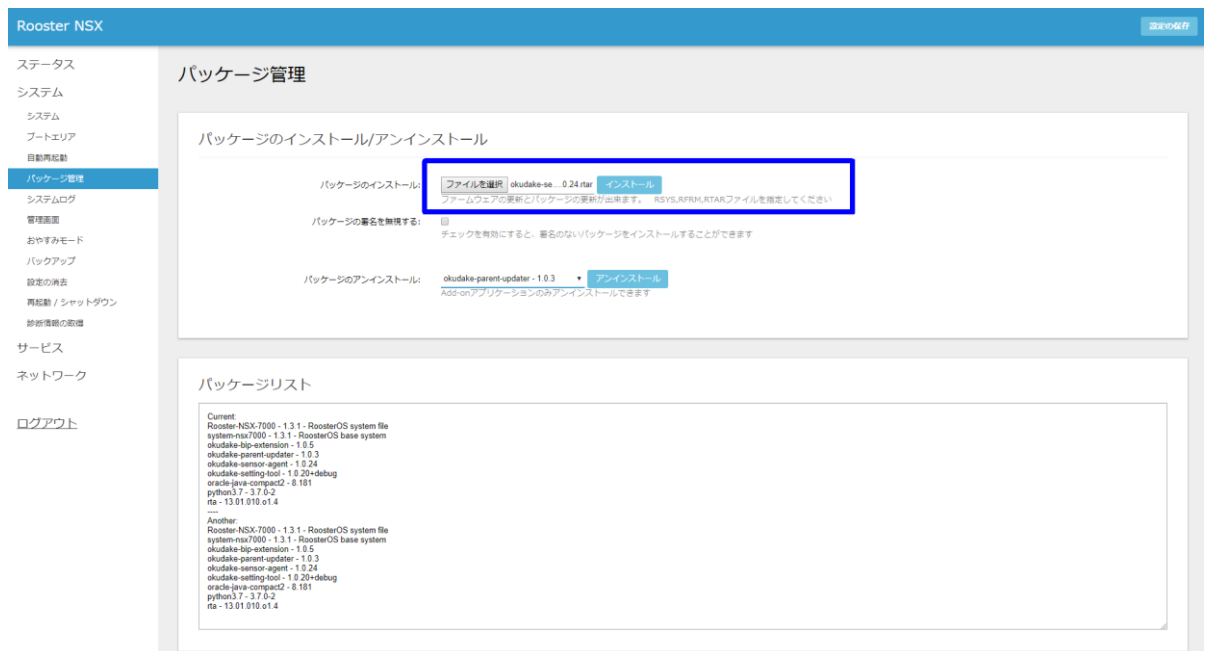 Rooster NSX
設定の保存
ステータス
システム
システム
ブートエリア
自動再起動
パッケージ管理
システムログ
管理画面
おやすみモード
バックアップ
設定の消去
再起動 / シャットダウン
診断情報の取得
サービス
ネットワーク
ログアウト
パッケージ管理
パッケージのインストール/アンインストール
パッケージのインストール: ファイルを選択 okudake-se....0.24.rtar インストール
ファームウェアの更新とパッケージの更新が出来ます。 RSYS,RFRM,RTARファイルを指定してください
パッケージの署名を無視する:
チェックを有効にすると、署名のないパッケージをインストールすることができます
パッケージのアンインストール: okudake-parent-updater - 1.0.3 アンインストール
Add-onアプリケーションのみアンインストールできます
パッケージリスト
Current:
Rooster-NSX-7000 - 1.3.1 - RoosterOS system file
system-nsx7000 - 1.3.1 - RoosterOS base system
okudake-bip-extension - 1.0.5
okudake-parent-updater - 1.0.3
okudake-sensor-agent - 1.0.24
okudake-setting-tool - 1.0.20+debug
oracle-java-compact2 - 8.181
python3.7 - 3.7.0-2
rta - 13.01.010.o1.4
----
Another:
Rooster-NSX-7000 - 1.3.1 - RoosterOS system file
system-nsx7000 - 1.3.1 - RoosterOS base system
okudake-bip-extension - 1.0.5
okudake-parent-updater - 1.0.3
okudake-sensor-agent - 1.0.24
okudake-setting-tool - 1.0.20+debug
oracle-java-compact2 - 8.181
python3.7 - 3.7.0-2
rta - 13.01.010.o1.4